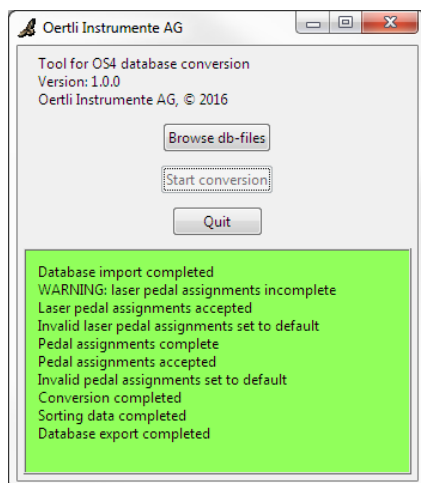 Oertli Instrumente AG
Tool for OS4 database conversion
Version: 1.0.0
Oertli Instrumente AG, © 2016
Browse db-files
Start conversion
Quit
Database import completed
WARNING: laser pedal assignments incomplete
Laser pedal assignments accepted
Invalid laser pedal assignments set to default
Pedal assignments complete
Pedal assignments accepted
Invalid pedal assignments set to default
Conversion completed
Sorting data completed
Database export completed